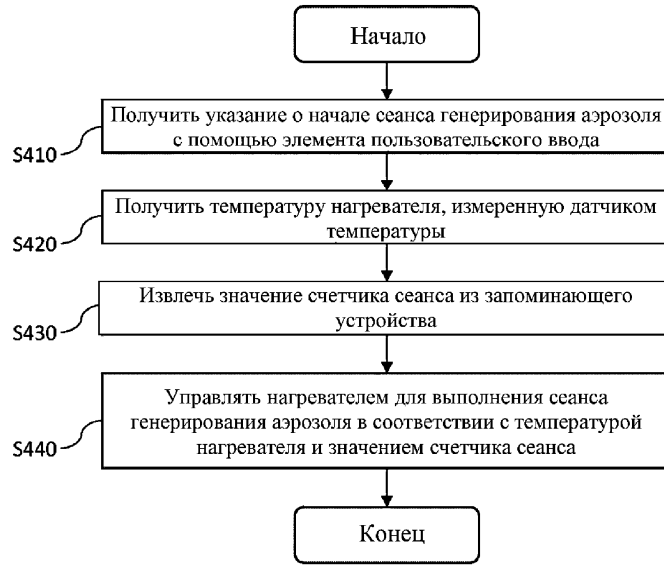 Начало
Получить указание о начале сеанса генерирования аэрозоля
с помощью элемента пользовательского ввода
S410
Получить температуру нагревателя, измеренную датчиком
температуры
S420
Извлечь значение счетчика сеанса из запоминающего
устройства
S430
Управлять нагревателем для выполнения сеанса
генерирования аэрозоля в соответствии с температурой
нагревателя и значением счетчика сеанса
S440
Конец